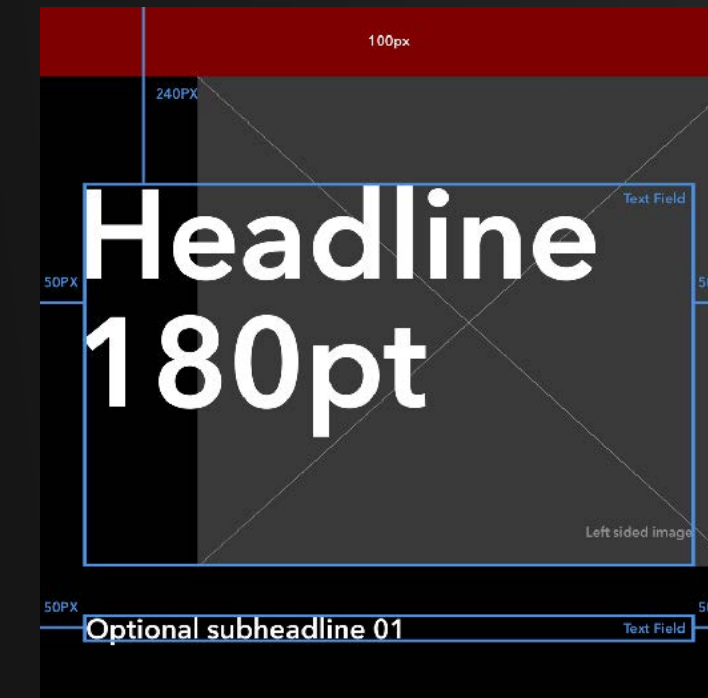 100px
240PX
Headline
Text Field
50PX
180pt
Left sided image
50PX
Optional subheadline 01
Text Field